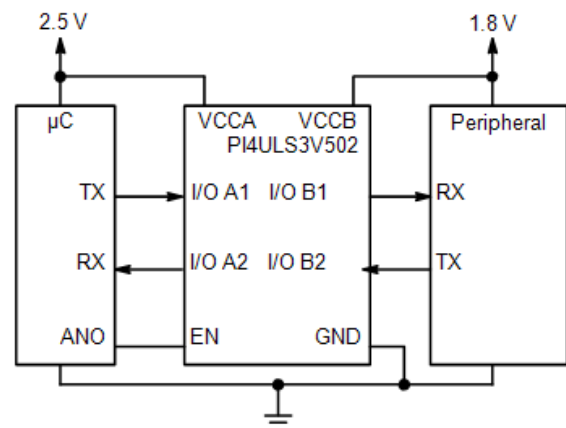 2.5 V 1.8 V
µC VCCA VCCB Peripheral
PI4ULS3V502
TX I/O A1 I/O B1 RX
RX I/O A2 I/O B2 TX
ANO EN GND